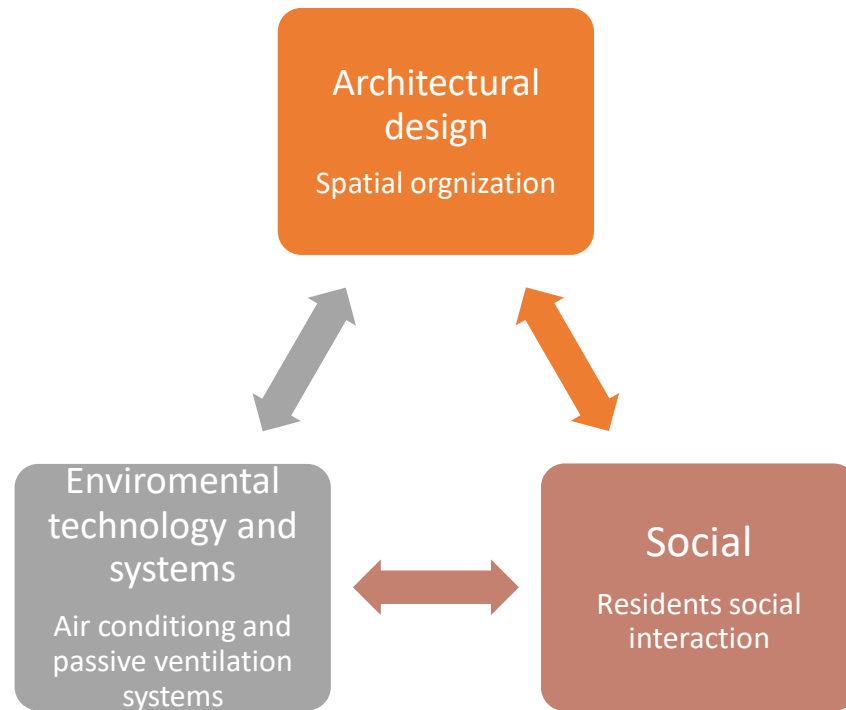 Architectural
design
Spatial orgnization
Enviromental
technology and
systems
Air conditiong and
passive ventilation
systems
Social
Residents social
interaction